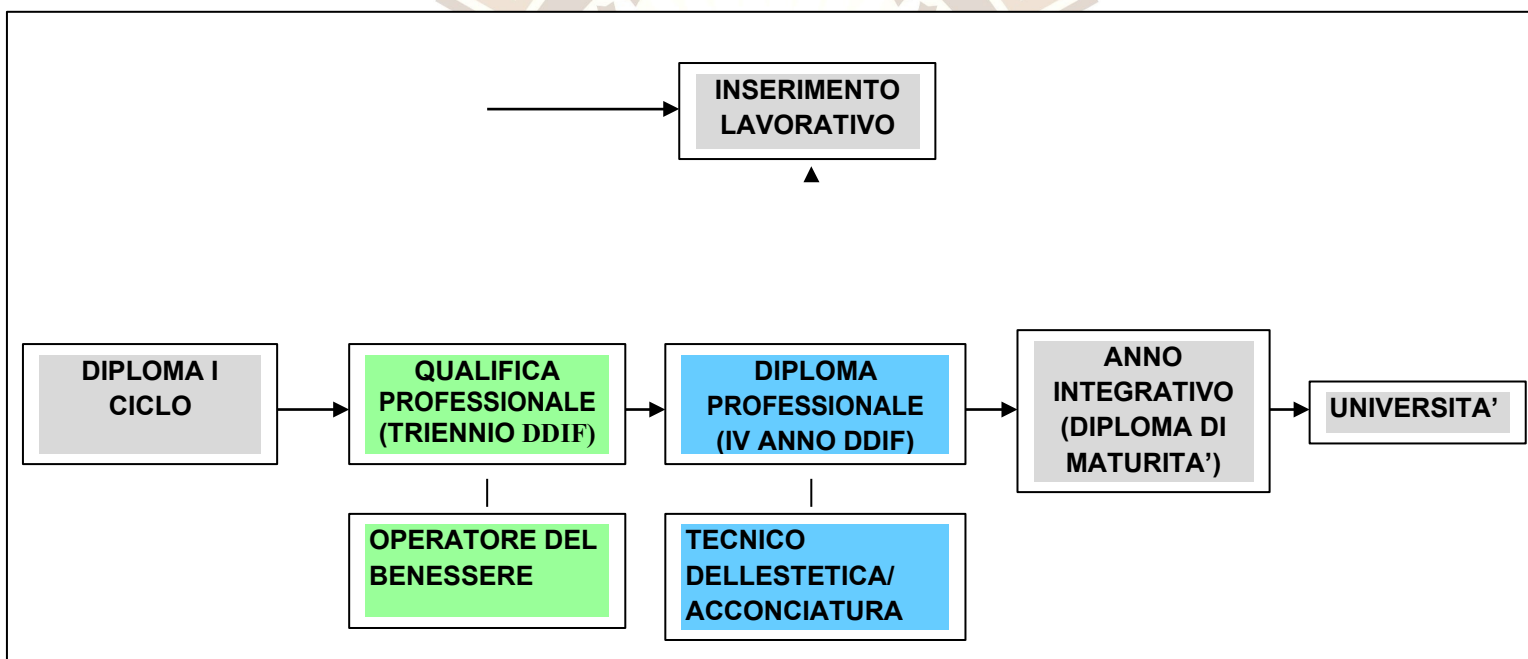 INSERIMENTO
LAVORATIVO
DIPLOMA I
CICLO
QUALIFICA
PROFESSIONALE
(TRIENNIO DDIF)
DIPLOMA
PROFESSIONALE
(IV ANNO DDIF)
ANNO
INTEGRATIVO
(DIPLOMA DI
MATURITA’)
UNIVERSITA’
OPERATORE DEL
BENESSERE
TECNICO
DELLESTETICA/
ACCONCIATURA